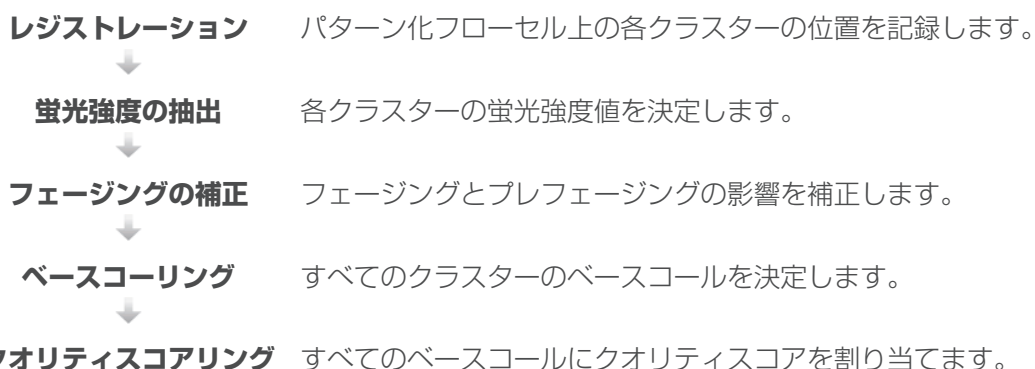 レジストレーション パターン化フローセル上の各クラスターの位置を記録します。
蛍光強度の抽出 各クラスターの蛍光強度値を決定します。
フェージングの補正 フェージングとプレフェージングの影響を補正します。
ベースコーリング すべてのクラスターのベースコールを決定します。
クオリティスコアリング すべてのベースコールにクオリティスコアを割り当てます。